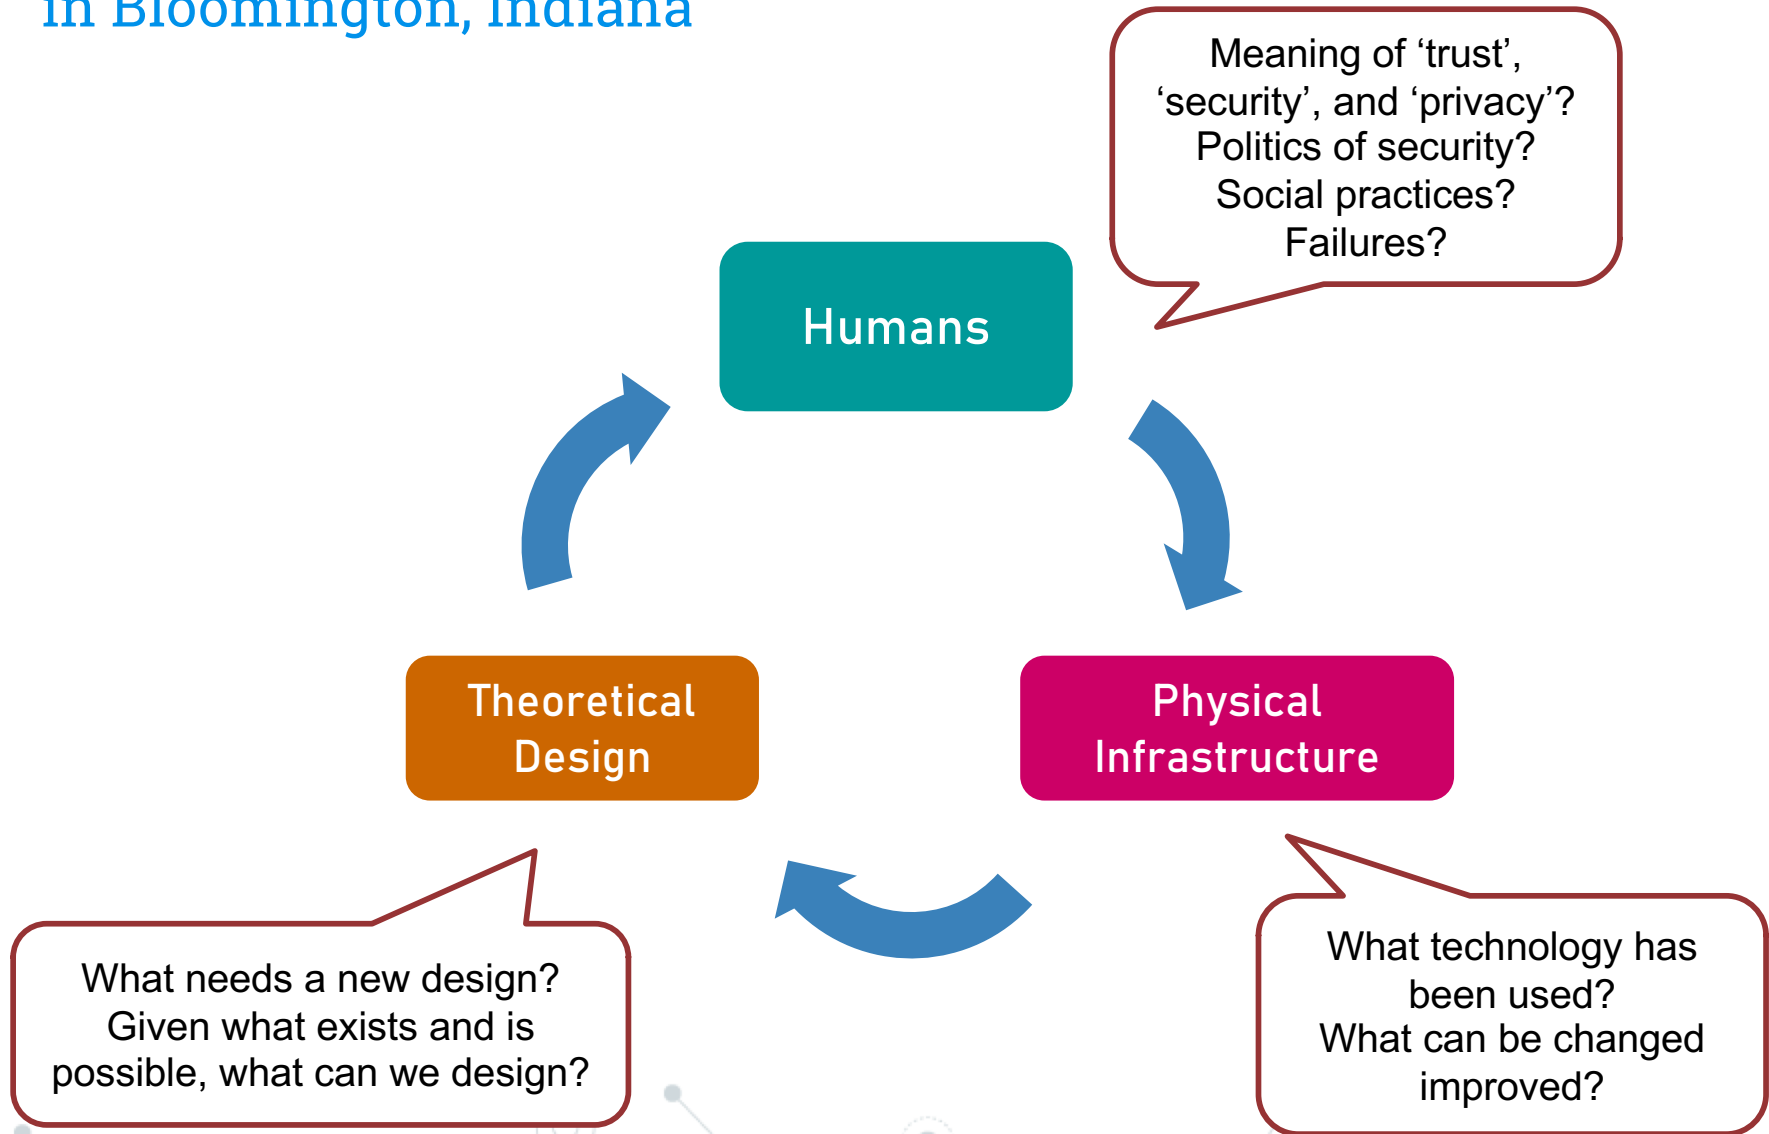 in Bloomington, Indiana
Meaning of ‘trust’,
‘security’, and ‘privacy’?
Politics of security?
Social practices?
Failures?
Humans
Theoretical
Design
Physical
Infrastructure
What needs a new design?
Given what exists and is
possible, what can we design?
What technology has
been used?
What can be changed
improved?